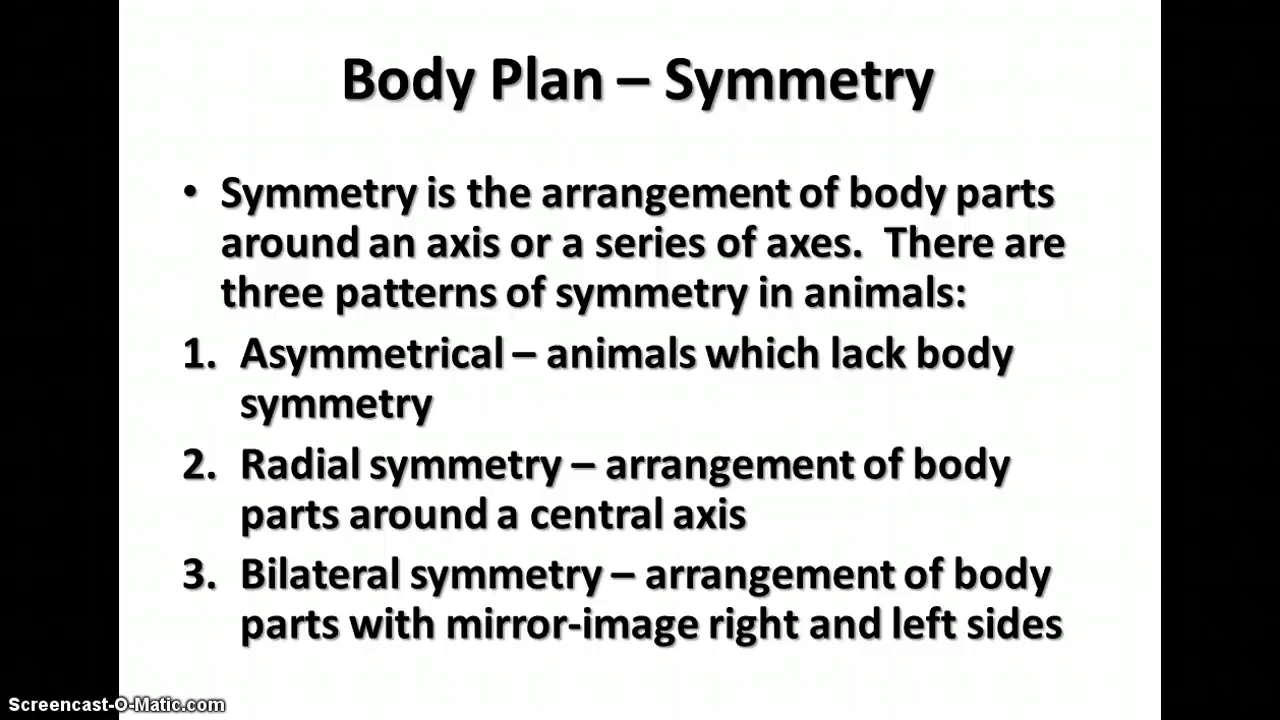 Body Plan – Symmetry
• Symmetry is the arrangement of body parts
around an axis or a series of axes.  There are
three patterns of symmetry in animals:
1. Asymmetrical – animals which lack body
symmetry
2. Radial symmetry – arrangement of body
parts around a central axis
3. Bilateral symmetry – arrangement of body
parts with mirror-image right and left sides
Screencast-O-Matic.com